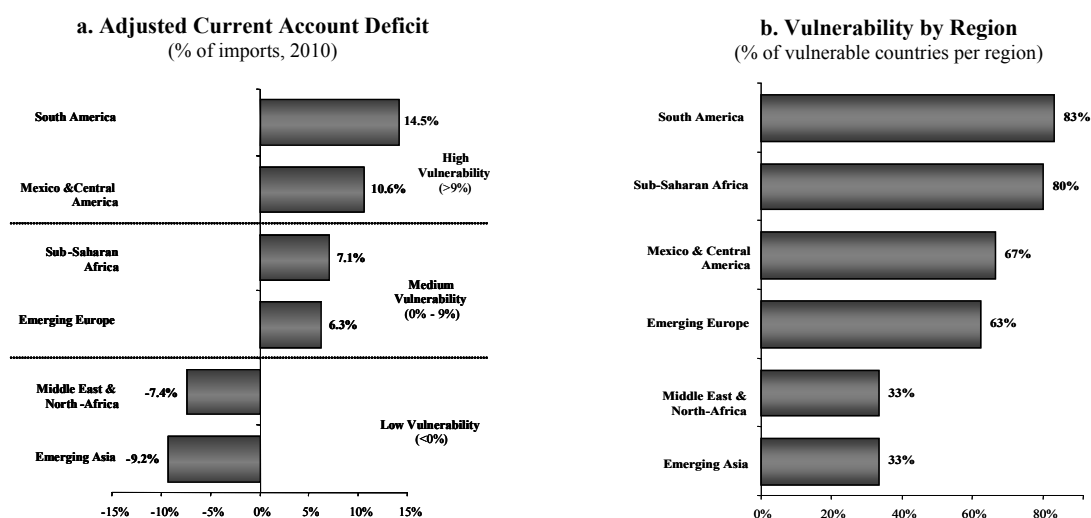 a. Adjusted Current Account Deficit
(% of imports, 2010)
South America
14.5%
High
Vulnerability
(>9%)
Mexico &Central
America
10.6%
Sub-Saharan
Africa
7.1%
Medium
Vulnerability
(0% - 9%)
Emerging Europe
6.3%
Middle East &
North-Africa
-7.4%
Low Vulnerability
(<0%)
Emerging Asia
-9.2%
-15% -10% -5% 0% 5% 10% 15%
b. Vulnerability by Region
(% of vulnerable countries per region)
South America
83%
Sub-Saharan Africa
80%
Mexico & Central
America
67%
Emerging Europe
63%
Middle East &
North-Africa
33%
Emerging Asia
33%
0% 20% 40% 60% 80%